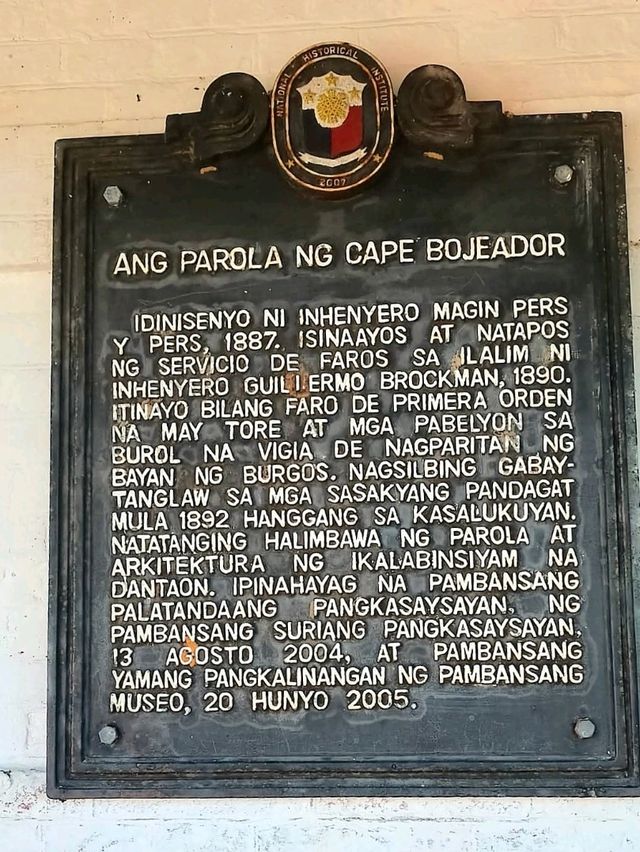 NATIONAL HISTORICAL INSTITUTE
2007
ANG PAROLA NG CAPE BOJEADOR
IDINISENYO NI INHENYERO MAGIN PERS
Y PERS, 1887. ISINAAYOS AT NATAPOS
NG SERVICIO DE FAROS SA ILALIM NI
INHENYERO GUILLERMO BROCKMAN, 1890.
ITINAYO BILANG FARO DE PRIMERA ORDEN
NA MAY TORE AT MGA PABELYON SA
BUROL NA VIGIA DE NAGPARITAN NG
BAYAN NG BURGOS. NAGSILBING GABAY-
TANGLAW SA MGA SASAKYANG PANDAGAT
MULA 1892 HANGGANG SA KASALUKUYAN.
NATATANGING HALIMBAWA NG PAROLA AT
ARKITEKTURA NG IKALABINSIYAM NA
DANTAON. IPINAHAYAG NA PAMBANSANG
PALATANDAANG PANGKASAYSAYAN, NG
PAMBANSANG SURIANG PANGKASAYSAYAN,
13 AGOSTO 2004, AT PAMBANSANG
YAMANG PANGKALINANGAN NG PAMBANSANG
MUSEO, 20 HUNYO 2005.